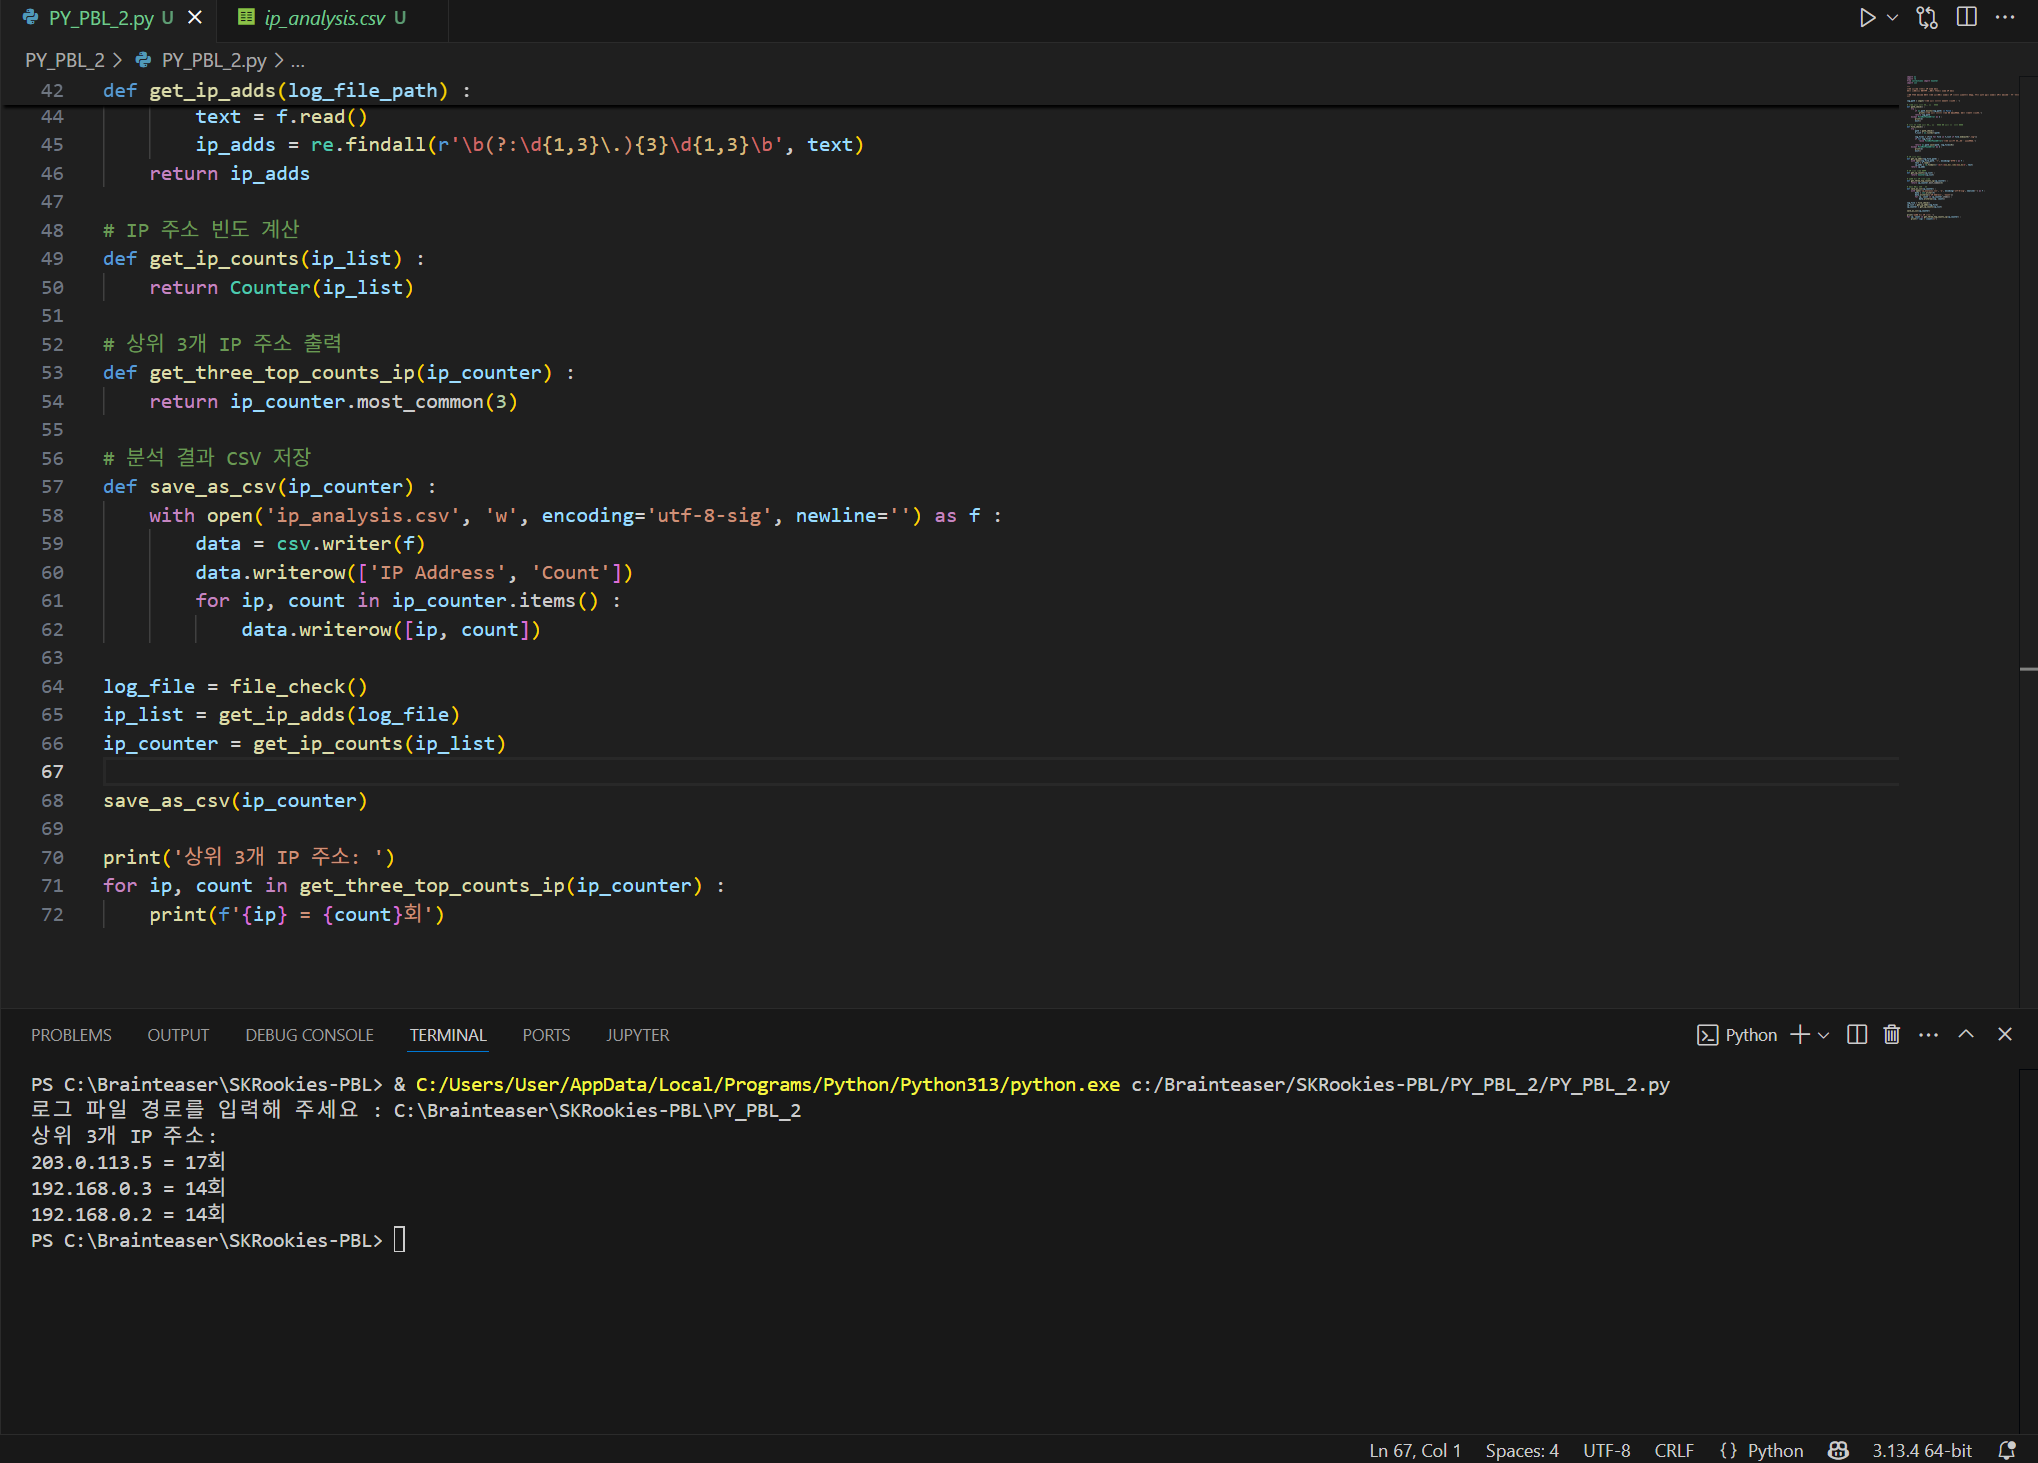 PY_PBL_2.py U
ip_analysis.csv U
PY_PBL_2 > PY_PBL_2.py > ...
42 def get_ip_adds(log_file_path) :
44 text = f.read()
45 ip_adds = re.findall(r'\b(?:\d{1,3}\.){3}\d{1,3}\b', text)
46 return ip_adds
47
48 # IP 주소 빈도 계산
49 def get_ip_counts(ip_list) :
50 return Counter(ip_list)
51
52 # 상위 3개 IP 주소 출력
53 def get_three_top_counts_ip(ip_counter) :
54 return ip_counter.most_common(3)
55
56 # 분석 결과 CSV 저장
57 def save_as_csv(ip_counter) :
58 with open('ip_analysis.csv', 'w', encoding='utf-8-sig', newline='') as f :
59 data = csv.writer(f)
60 data.writerow(['IP Address', 'Count'])
61 for ip, count in ip_counter.items() :
62 data.writerow([ip, count])
63
64 log_file = file_check()
65 ip_list = get_ip_adds(log_file)
66 ip_counter = get_ip_counts(ip_list)
67
68 save_as_csv(ip_counter)
69
70 print('상위 3개 IP 주소: ')
71 for ip, count in get_three_top_counts_ip(ip_counter) :
72 print(f'{ip} = {count}회')
PROBLEMS OUTPUT DEBUG CONSOLE TERMINAL PORTS JUPYTER
Python
PS C:\Brainteaser\SKRookies-PBL> & C:/Users/User/AppData/Local/Programs/Python/Python313/python.exe c:/Brainteaser/SKRookies-PBL/PY_PBL_2/PY_PBL_2.py
로그 파일 경로를 입력해 주세요 : C:\Brainteaser\SKRookies-PBL\PY_PBL_2
상위 3개 IP 주소:
203.0.113.5 = 17회
192.168.0.3 = 14회
192.168.0.2 = 14회
PS C:\Brainteaser\SKRookies-PBL>
Ln 67, Col 1 Spaces: 4 UTF-8 CRLF {} Python 3.13.4 64-bit